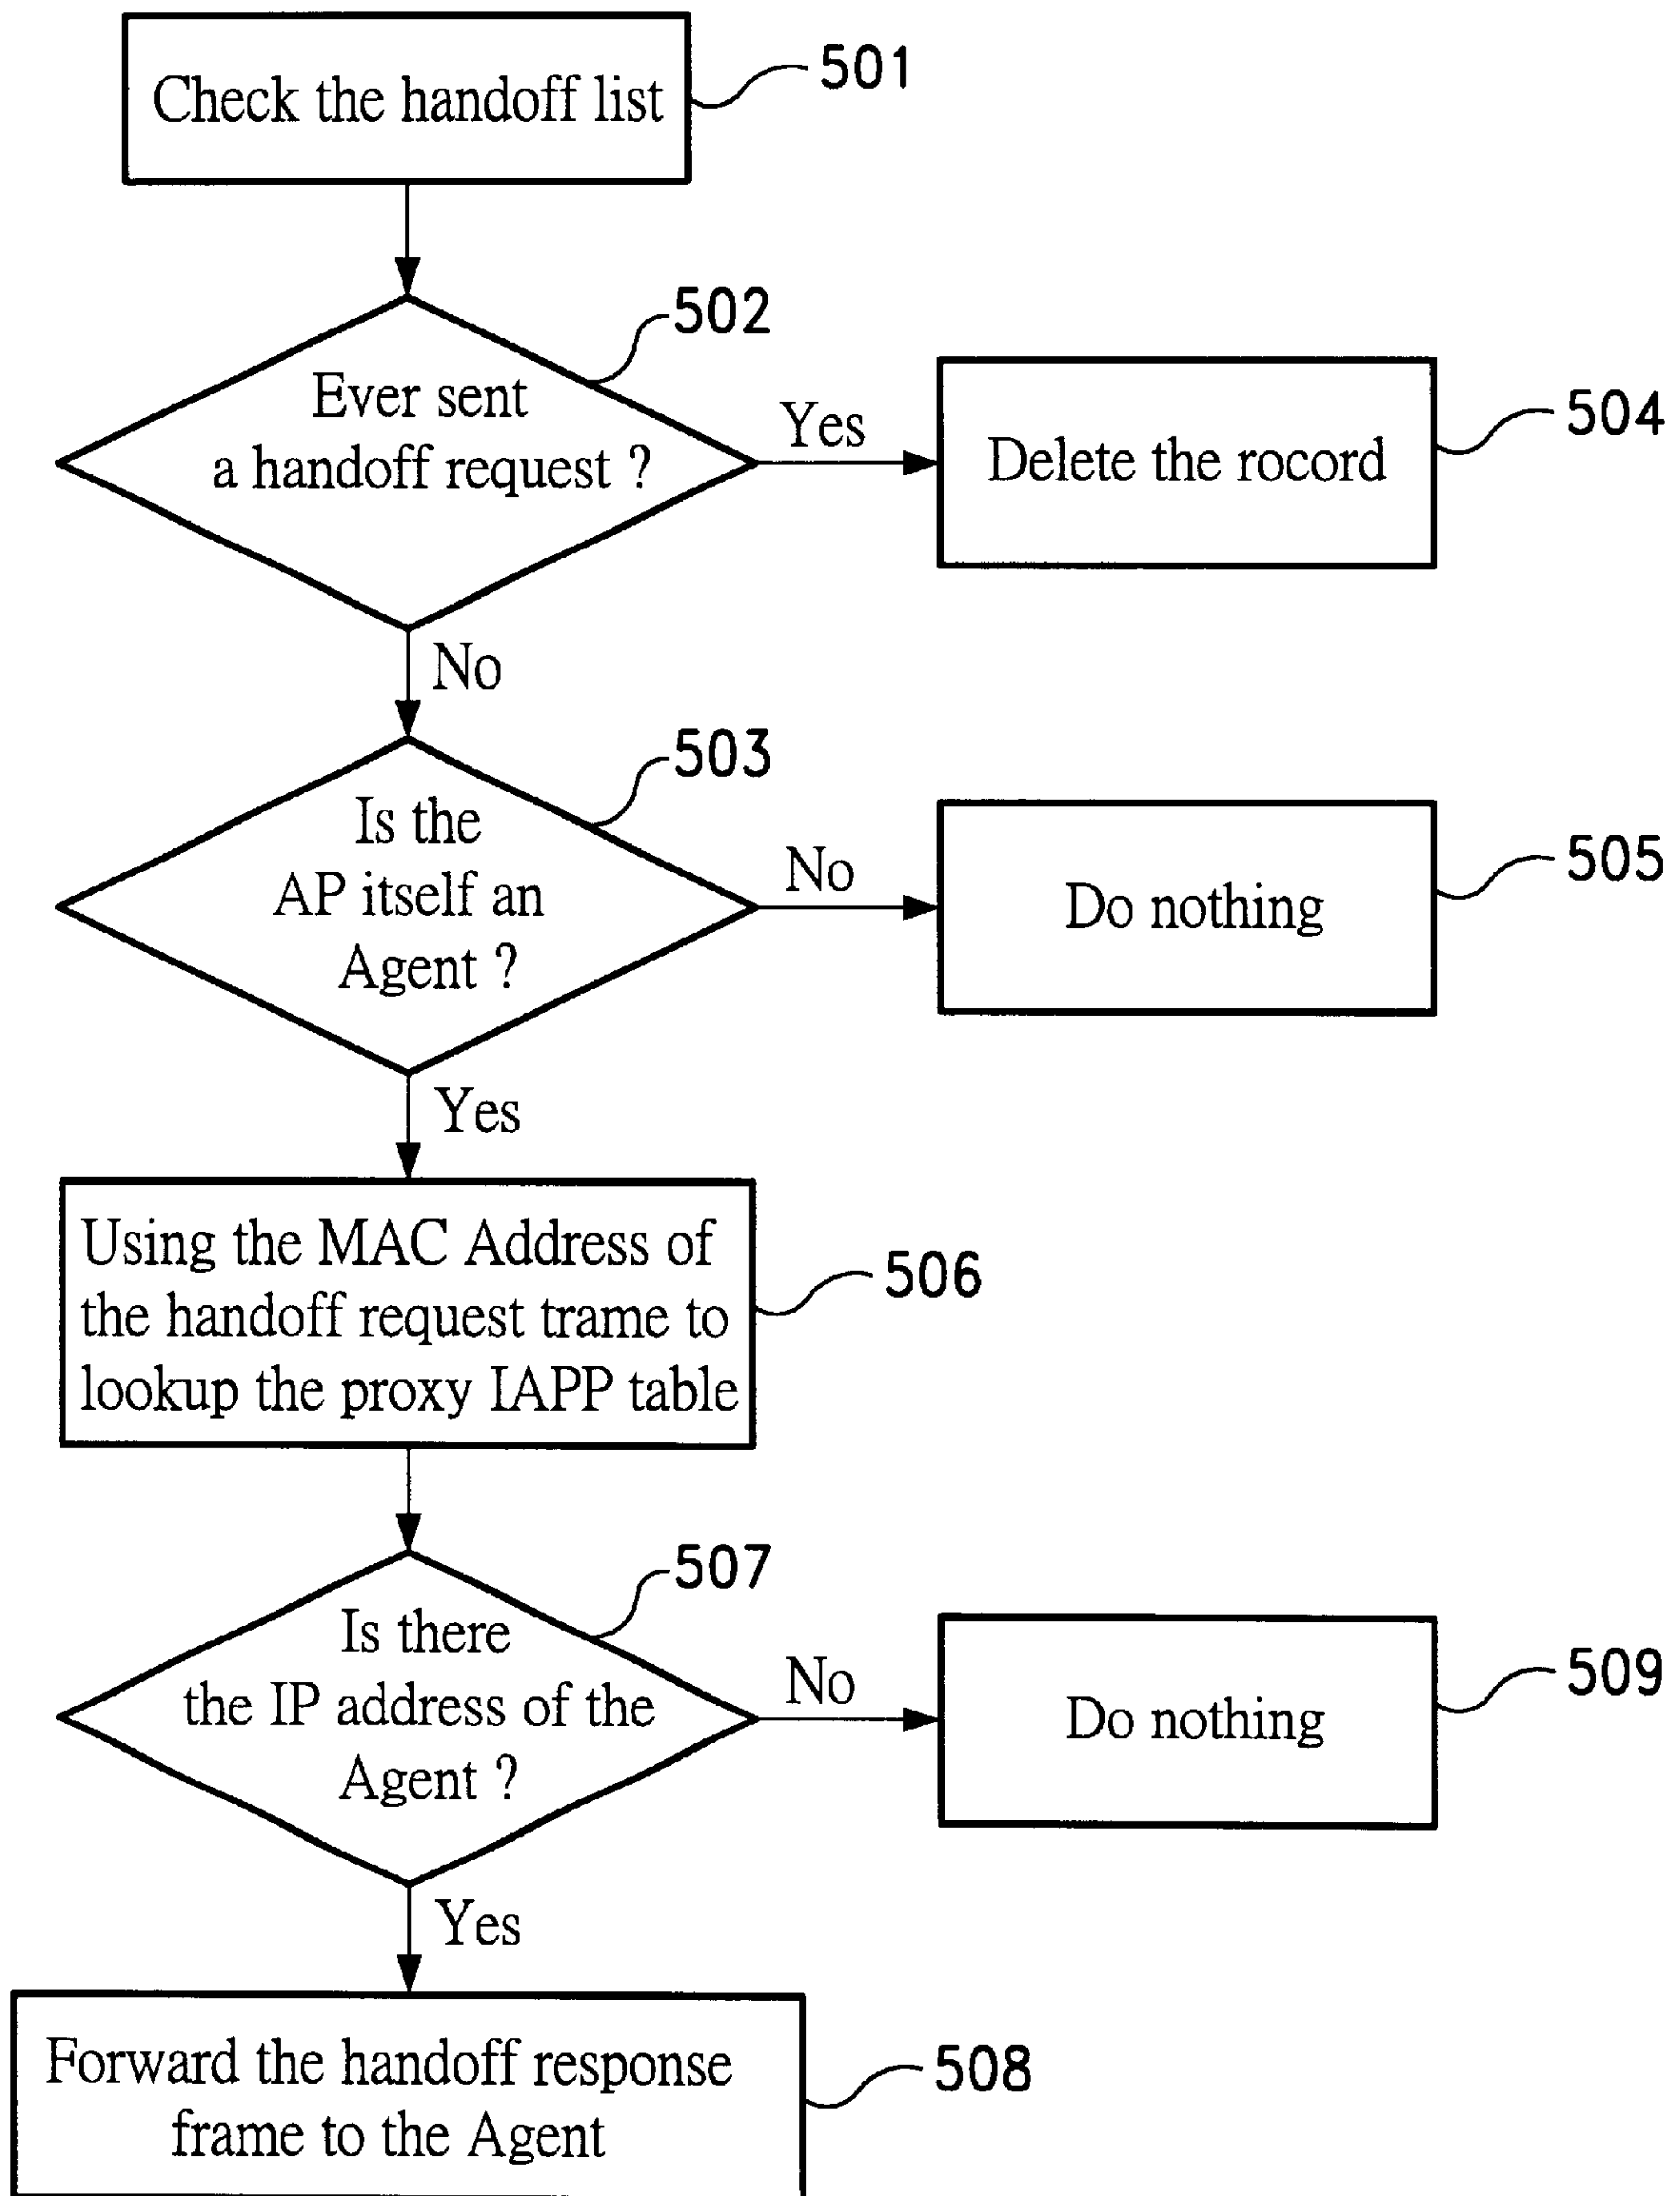 Check the handoff list
501
502
Ever sent
a handoff request ?
Yes
Delete the rocord
504
No
503
Is the
AP itself an
Agent ?
No
Do nothing
505
Yes
Using the MAC Address of
the handoff request trame to
lookup the proxy IAPP table
506
507
Is there
the IP address of the
Agent ?
No
Do nothing
509
Yes
Forward the handoff response
frame to the Agent
508